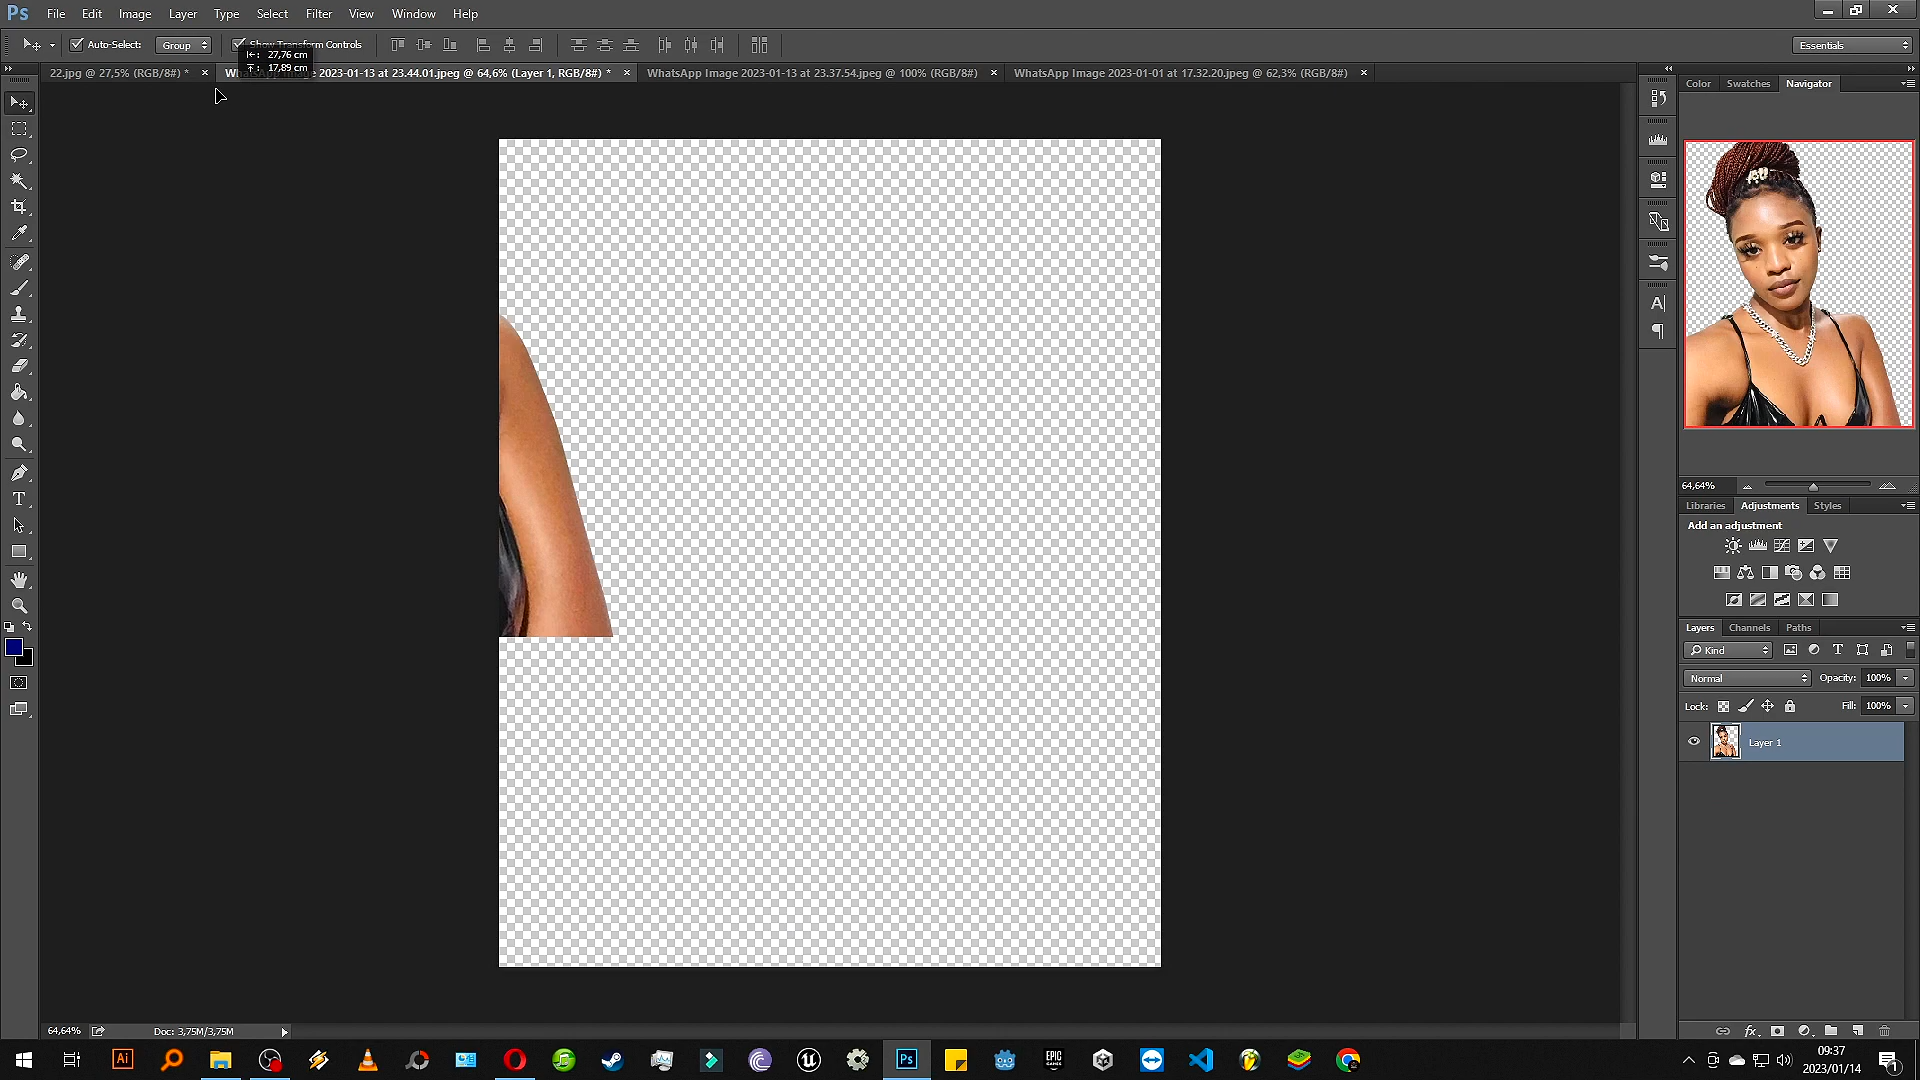 Ps File Edit Image Layer Type Select Filter View Window Help
Auto-Select: Group Show Transform Controls Essentials
27,76 cm
17,89 cm
22.jpg @ 27,5% (RGB/8#) * × WhatsApp Image 2023-01-13 at 23.44.01.jpeg @ 64,6% (Layer 1, RGB/8#) * × WhatsApp Image 2023-01-13 at 23.37.54.jpeg @ 100% (RGB/8#) × WhatsApp Image 2023-01-01 at 17.32.20.jpeg @ 62,3% (RGB/8#) ×
Color Swatches Navigator
64,64%
Libraries Adjustments Styles
Add an adjustment
Layers Channels Paths
Kind
Normal Opacity: 100%
Lock: Fill: 100%
Layer 1
64,64% Doc: 3,75M/3,75M
fx
Ai Ps EPIC GAMES
09:37
2023/01/14
1